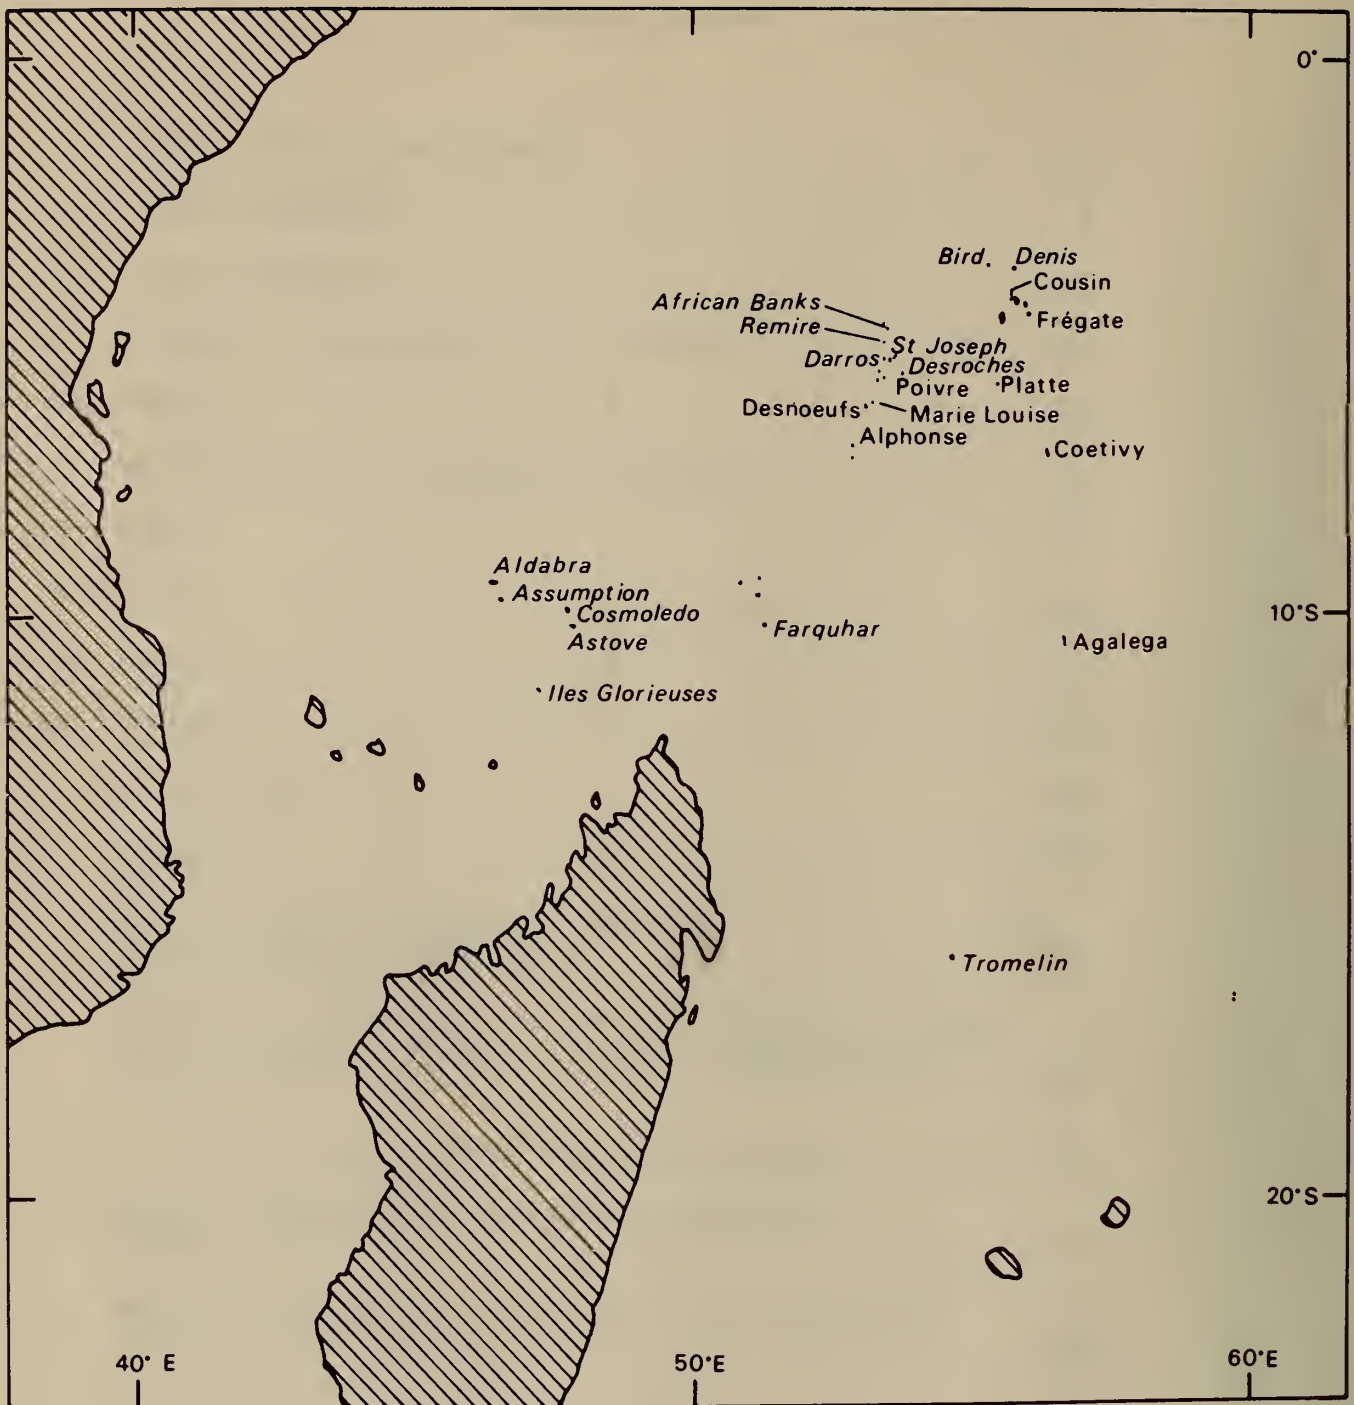 0°
Bird Denis
Cousin
African Banks
Frégate
Remire
St Joseph
Darros
Desroches
Poivre Platte
Desnoeufs Marie Louise
Alphonse
Coetivy
Aldabra
Assumption
Cosmoledo
10°S
Farquhar
Astove
Agalega
Iles Glorieuses
Tromelin
20°S
40° E 50°E 60°E